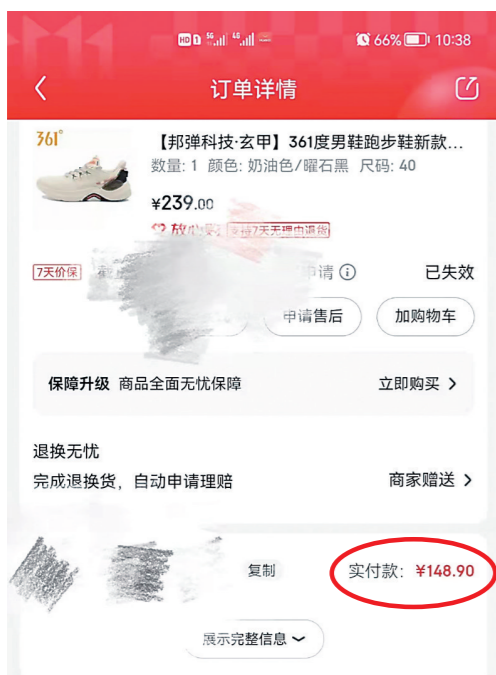 HD 5G 4G 66% 10:38
订单详情
361°
【邦弹科技·玄甲】361度男鞋跑步鞋新款...
数量: 1 颜色: 奶油色/曜石黑 尺码: 40
¥239.00
放心 支持7天无理由退货
7天价保 申请 已失效
申请售后 加购物车
保障升级 商品全面无忧保障 立即购买
退换无忧
完成退换货，自动申请理赔 商家赠送
复制 实付款: ¥148.90
展示完整信息